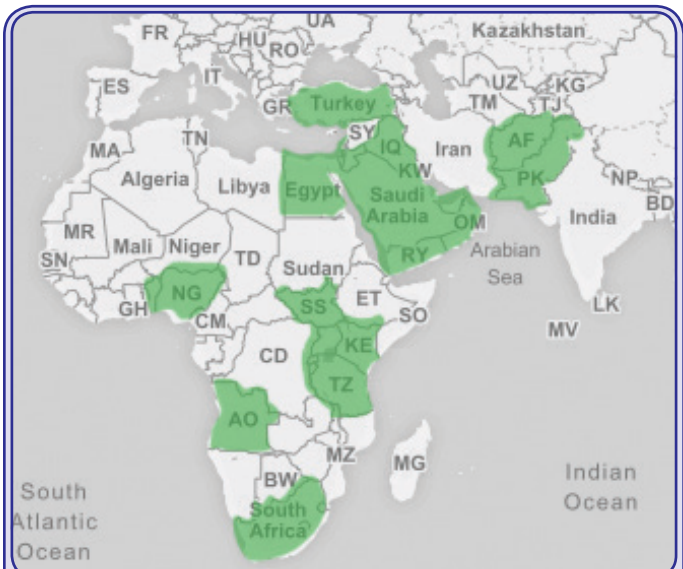 UA
FR
Kazakhstan
HU
RO
IT
ES
UZ
KG
GR
Turkey
TM
TJ
TN
SY
MA
IQ
Iran
AF
Algeria
Libya
Egypt
KW
PK
NP
Saudi
Arabia
BD
OM
India
MR
Mali
Niger
TD
Sudan
RY
Arabian
Sea
SN
NG
SS
ET
GH
CM
SO
LK
MV
CD
KE
TZ
AO
MZ
MG
BW
South
Atlantic
Ocean
South
Africa
Indian
Ocean